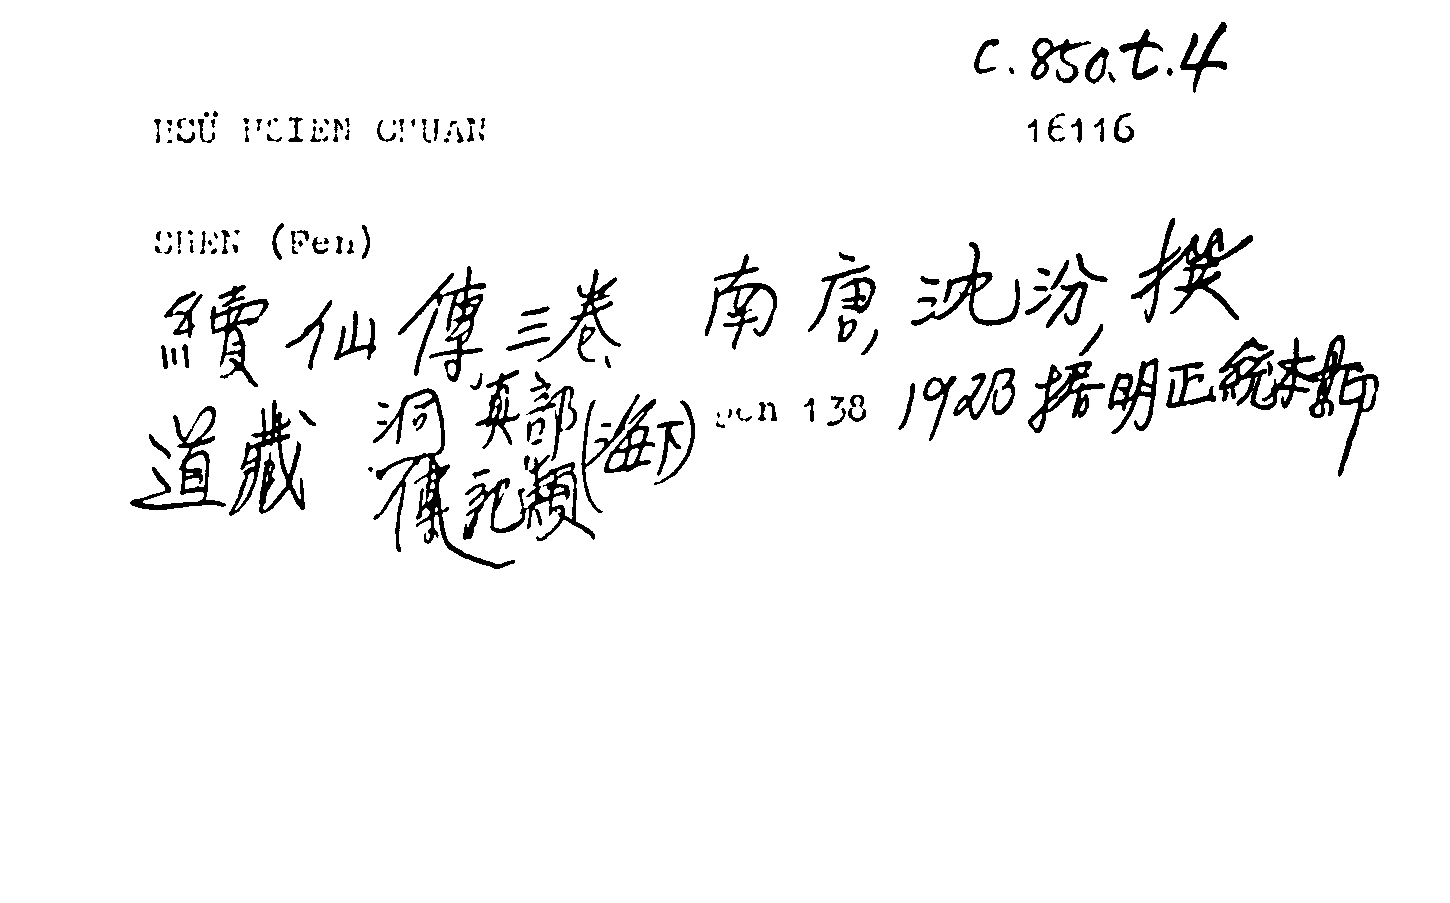 C.850.t.4
HSÜ HSIEN CHUAN 16116
SHEN (Fen)
續仙傳三卷 南唐,沈汾,撰
道藏 洞真部 傳記類 (海下) pen 138 1923 據明正統本影印